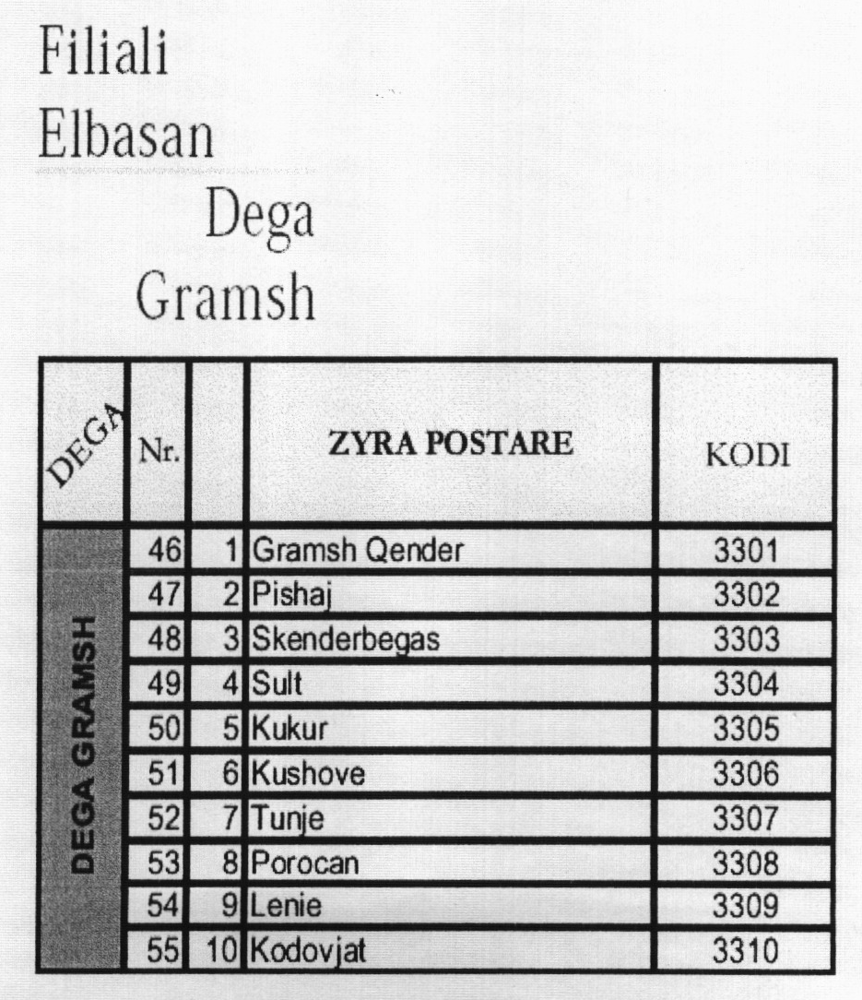 Filiali
Elbasan
Dega
Gramsh
DEGA Nr. ZYRA POSTARE KODI
DEGA GRAMSH
46 1 Gramsh Qender 3301
47 2 Pishaj 3302
48 3 Skenderbegas 3303
49 4 Sult 3304
50 5 Kukur 3305
51 6 Kushove 3306
52 7 Tunje 3307
53 8 Porocan 3308
54 9 Lenie 3309
55 10 Kodovjat 3310